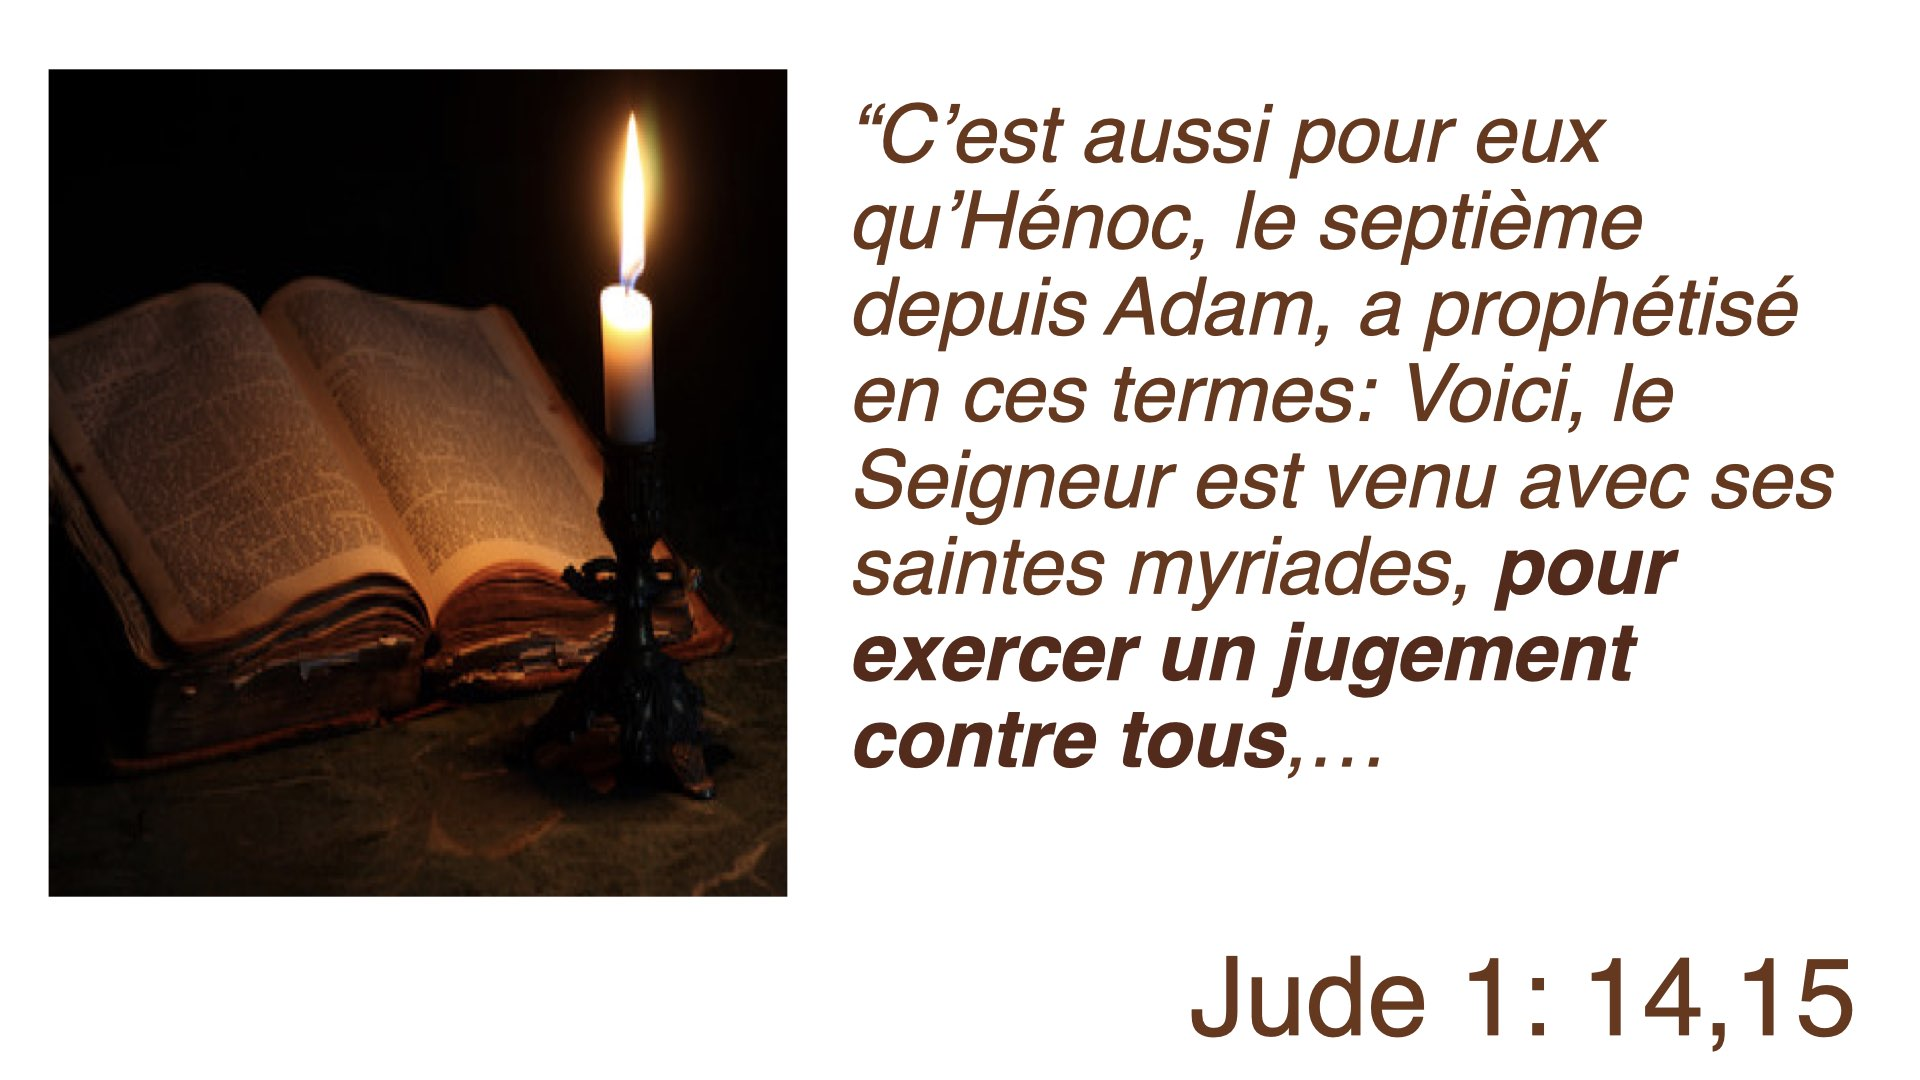 “C’est aussi pour eux
qu’Hénoc, le septième
depuis Adam, a prophétisé
en ces termes: Voici, le
Seigneur est venu avec ses
saintes myriades, pour
exercer un jugement
contre tous,…
Jude 1: 14,15